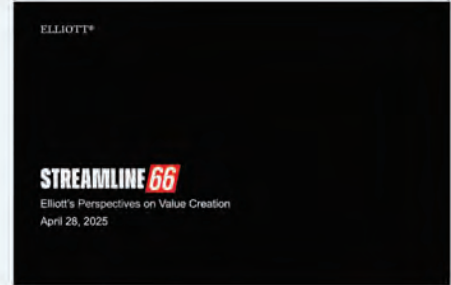 ELLIOTT®
STREAMLINE 66
Elliott's Perspectives on Value Creation
April 28, 2025